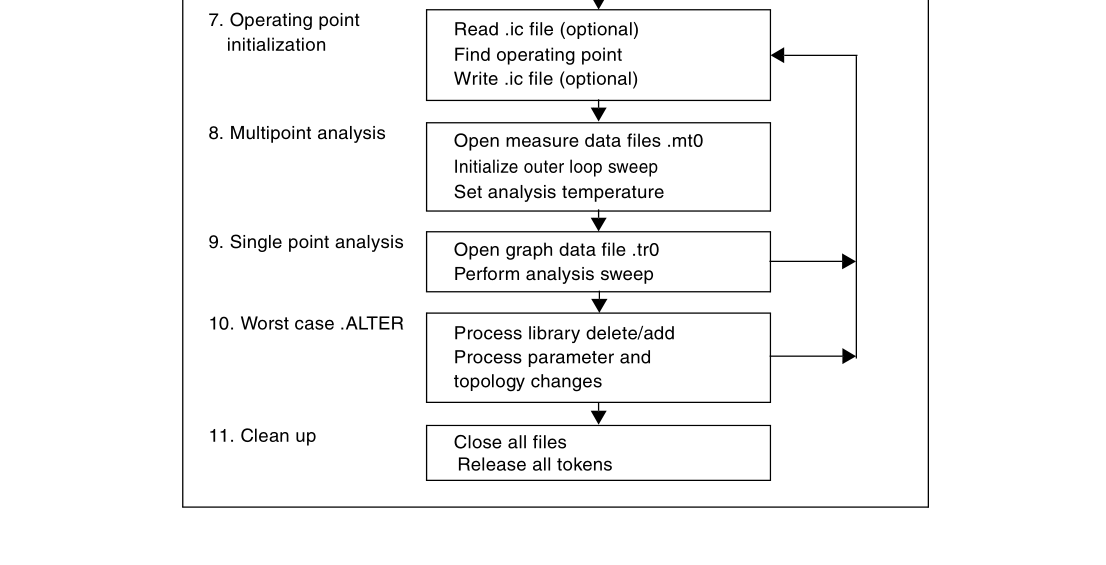 7. Operating point
initialization
Read .ic file (optional)
Find operating point
Write .ic file (optional)
8. Multipoint analysis
Open measure data files .mt0
Initialize outer loop sweep
Set analysis temperature
9. Single point analysis
Open graph data file .tr0
Perform analysis sweep
10. Worst case .ALTER
Process library delete/add
Process parameter and
topology changes
11. Clean up
Close all files
Release all tokens